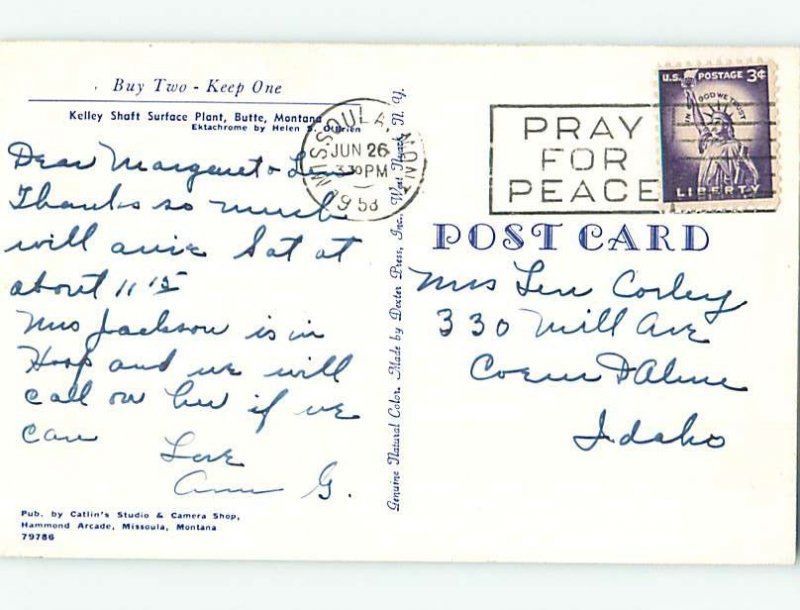 Buy Two - Keep One
Kelley Shaft Surface Plant, Butte, Montana
Ektachrome by Helen S. O'Brien
Dear Margaret & Len
Thanks so much
will arrive Sat at
about 11 15
Mrs Jackson is in
Hosp and we will
call on her if we
can
Love
Ann G.
Pub. by Catlin's Studio & Camera Shop,
Hammond Arcade, Missoula, Montana
79786
Genuine Natural Color. Made by Dexter Press, Inc., West Nyack, N. Y.
MISSOULA, MONT
JUN 26
3 30 PM
1958
PRAY
FOR
PEACE
U.S. POSTAGE 3¢
IN GOD WE TRUST
LIBERTY
POST CARD
Mrs Len Corley
330 Mill Ave
Coeur D'Alene
Idaho